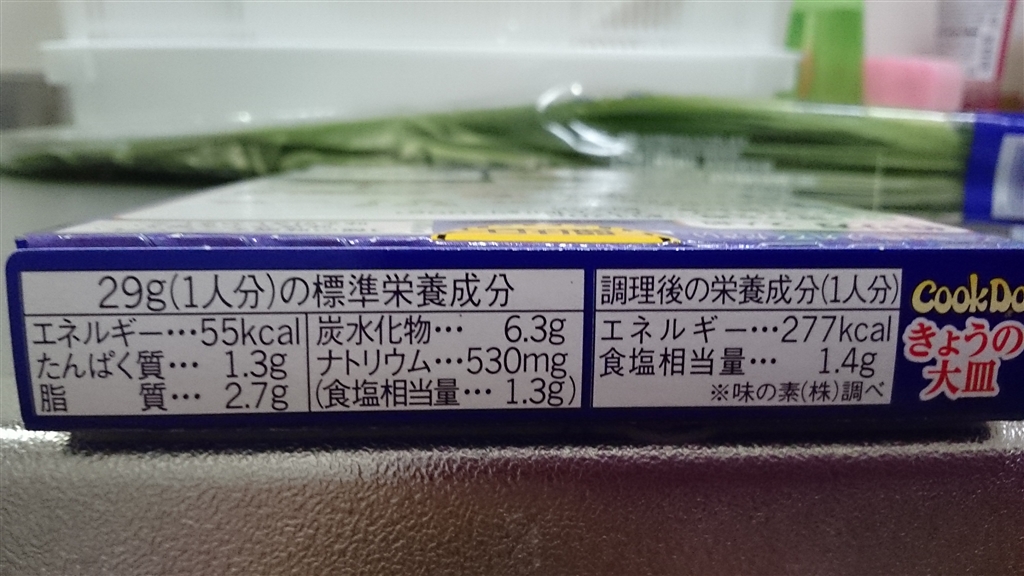 29g(1人分)の標準栄養成分
エネルギー…55kcal
たんぱく質… 1.3g
脂 質… 2.7g
炭水化物… 6.3g
ナトリウム…530mg
(食塩相当量… 1.3g)
調理後の栄養成分(1人分)
エネルギー…277kcal
食塩相当量… 1.4g
※味の素(株)調べ
CookDo
きょうの
大皿